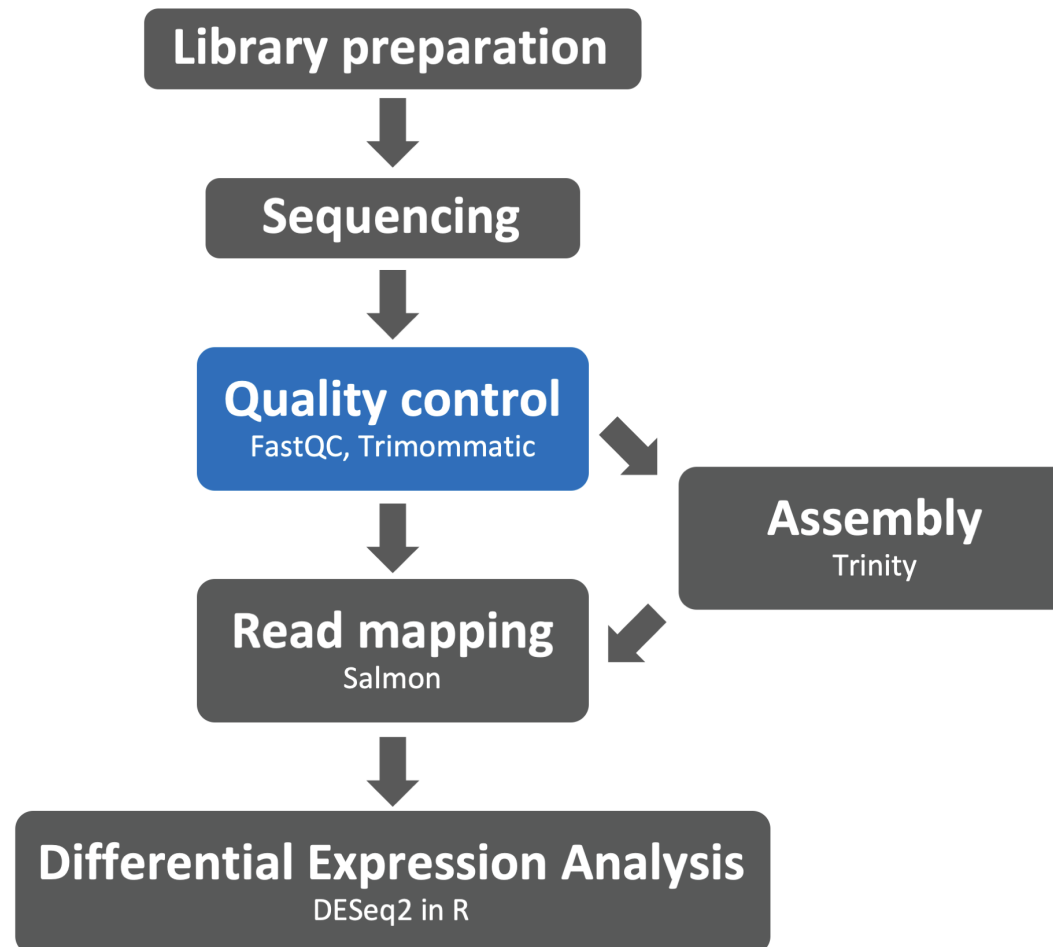 Library preparation
Sequencing
Quality control
FastQC, Trimommatic
Assembly
Trinity
Read mapping
Salmon
Differential Expression Analysis
DESeq2 in R